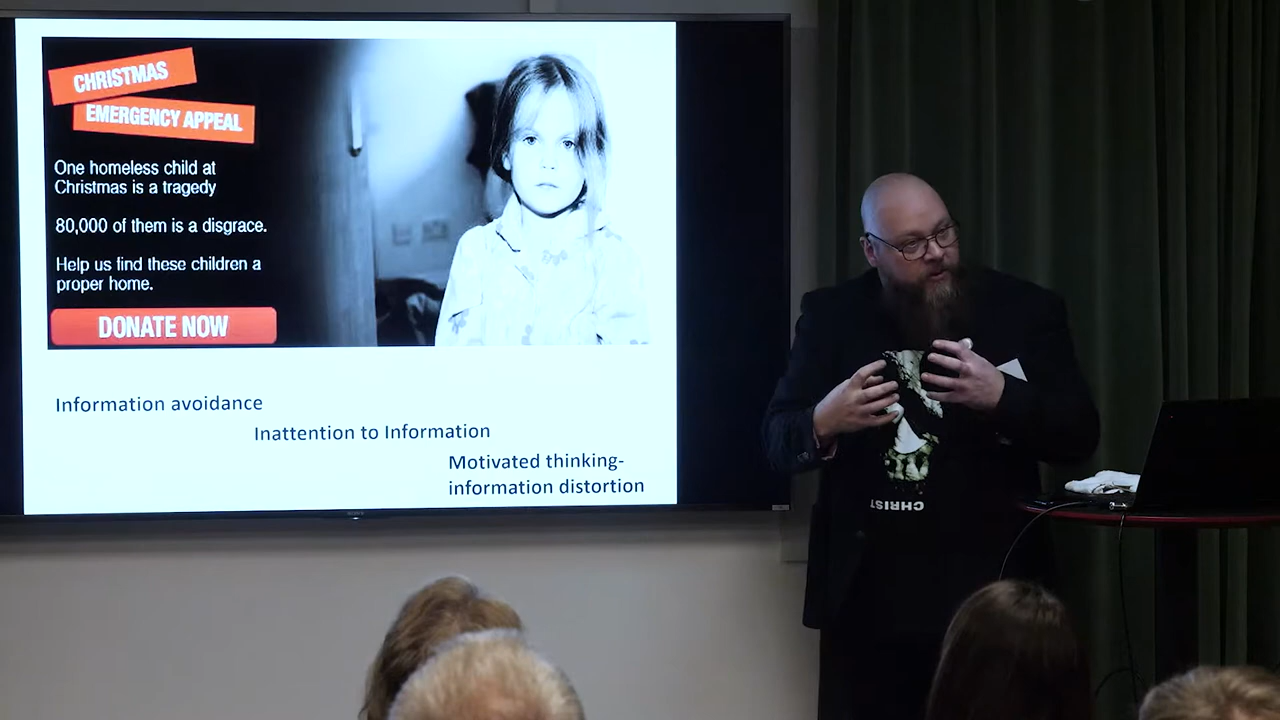 CHRISTMAS
EMERGENCY APPEAL
One homeless child at
Christmas is a tragedy
80,000 of them is a disgrace.
Help us find these children a
proper home.
DONATE NOW
Information avoidance
Inattention to Information
Motivated thinking-
information distortion
SONY
CHRIST